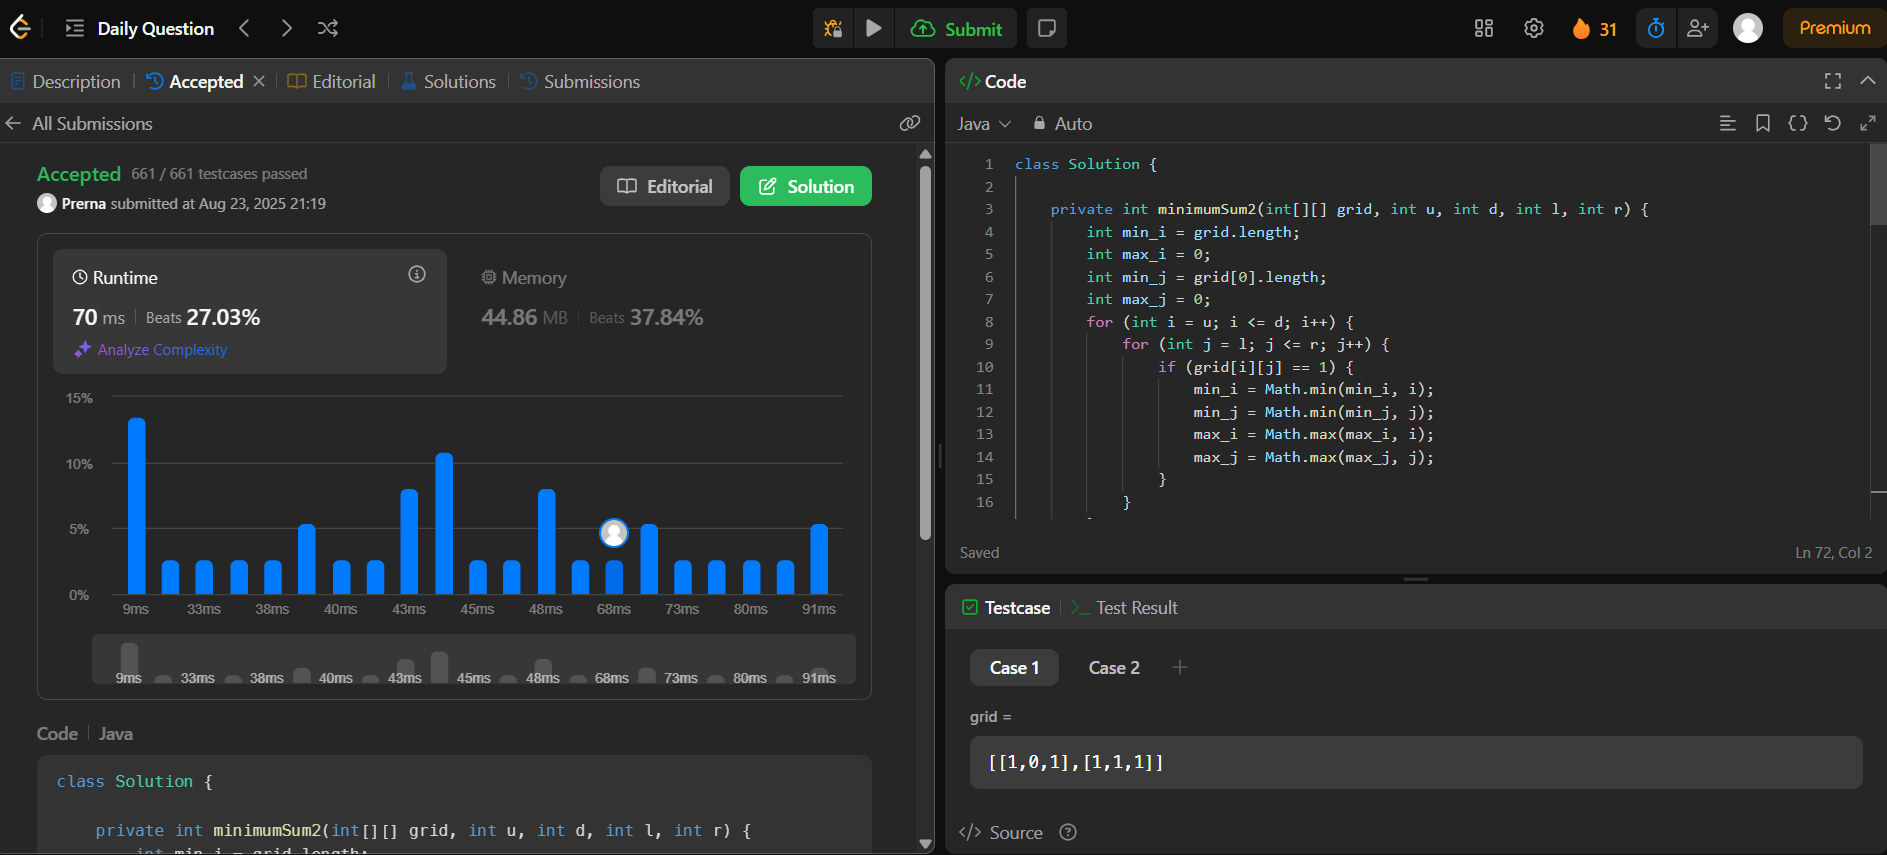 Daily Question
Submit
31
Premium
Description
Accepted
Editorial
Solutions
Submissions
All Submissions
Accepted 661 / 661 testcases passed
Prerna submitted at Aug 23, 2025 21:19
Editorial
Solution
Runtime
70 ms Beats 27.03%
Analyze Complexity
Memory
44.86 MB Beats 37.84%
15%
10%
5%
0%
9ms 33ms 38ms 40ms 43ms 45ms 48ms 68ms 73ms 80ms 91ms
9ms 33ms 38ms 40ms 43ms 45ms 48ms 68ms 73ms 80ms 91ms
Code Java
class Solution {
private int minimumSum2(int[][] grid, int u, int d, int l, int r) {
int min_i = grid.length;
</> Code
Java
Auto
1 class Solution {
2
3 private int minimumSum2(int[][] grid, int u, int d, int l, int r) {
4 int min_i = grid.length;
5 int max_i = 0;
6 int min_j = grid[0].length;
7 int max_j = 0;
8 for (int i = u; i <= d; i++) {
9 for (int j = l; j <= r; j++) {
10 if (grid[i][j] == 1) {
11 min_i = Math.min(min_i, i);
12 min_j = Math.min(min_j, j);
13 max_i = Math.max(max_i, i);
14 max_j = Math.max(max_j, j);
15 }
16 }
Saved
Ln 72, Col 2
Testcase
Test Result
Case 1
Case 2
grid =
[[1,0,1],[1,1,1]]
</> Source